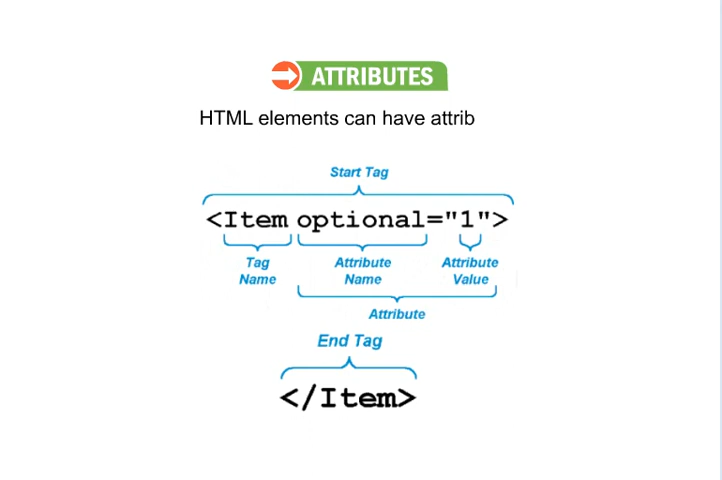 ATTRIBUTES
HTML elements can have attrib
Start Tag
<Item optional="1">
Tag Name
Attribute Name
Attribute Value
Attribute
End Tag
</Item>